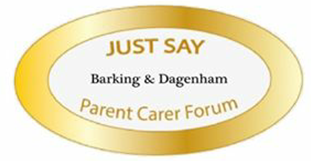 JUST SAY
Barking & Dagenham
Parent Carer Forum